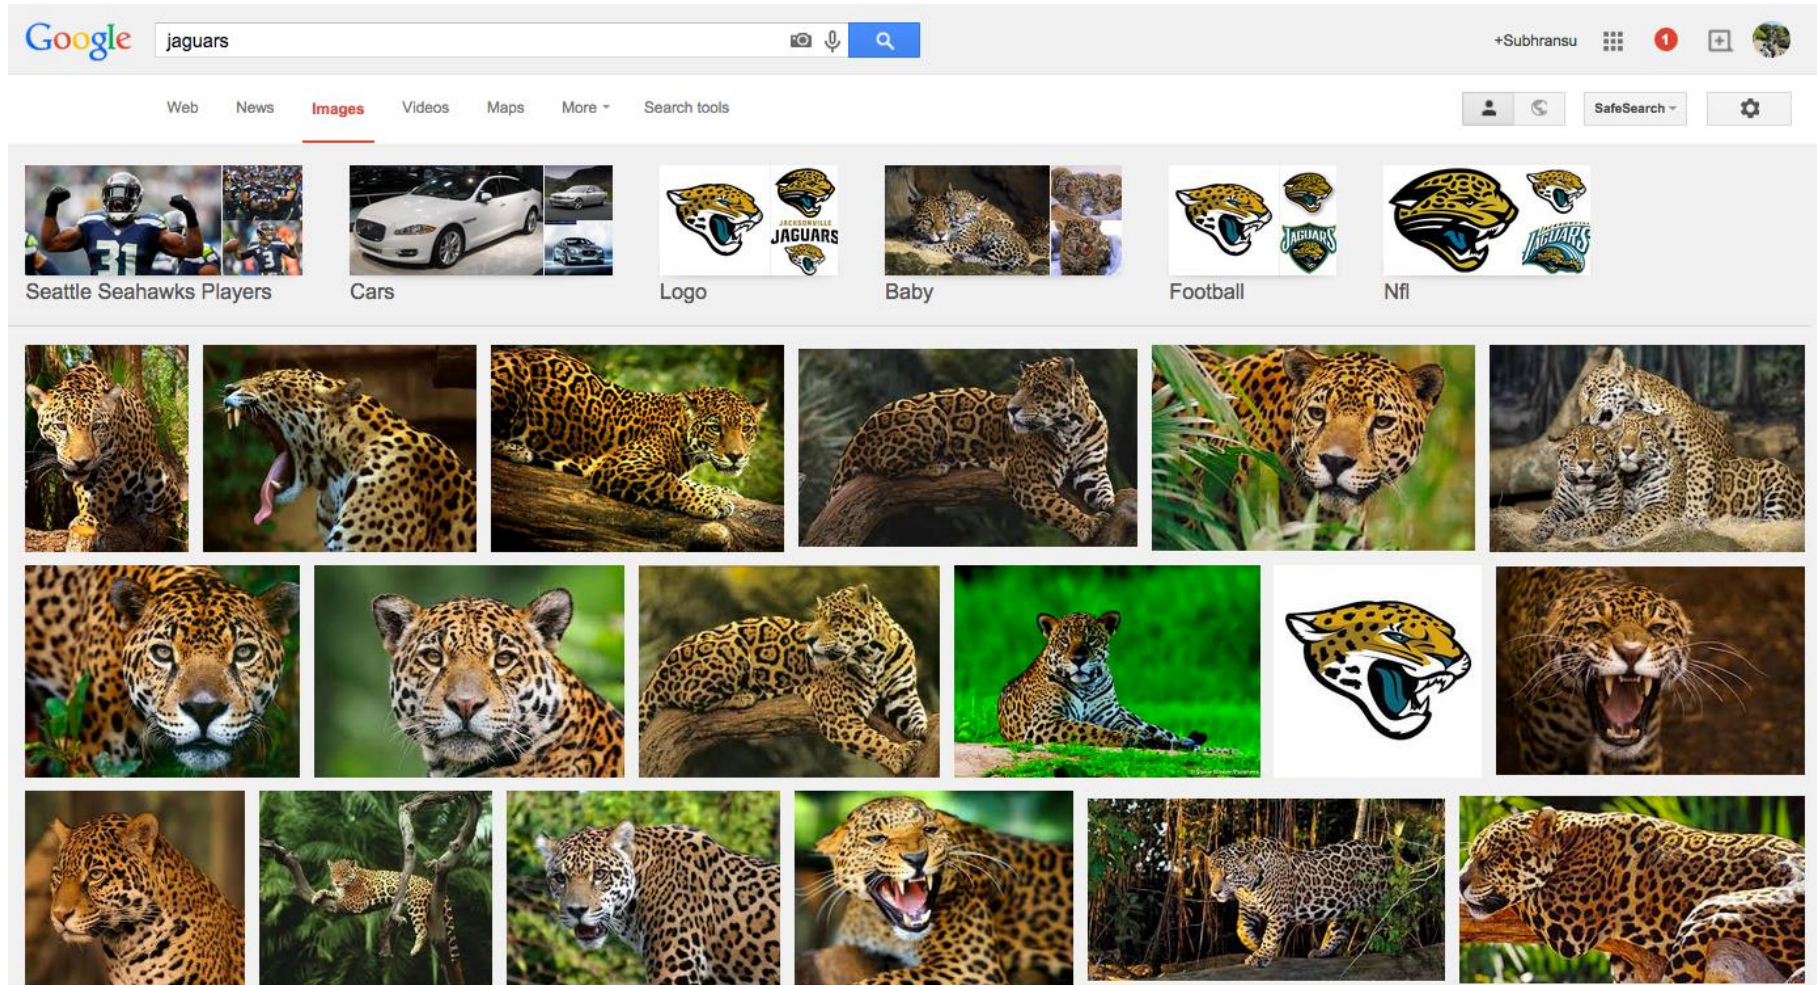 Google
jaguars
+Subhransu
1
Web News Images Videos Maps More Search tools
SafeSearch
31
3
JACKSONVILLE
JAGUARS
JAGUARS
JAGUARS
Seattle Seahawks Players
Cars
Logo
Baby
Football
Nfl